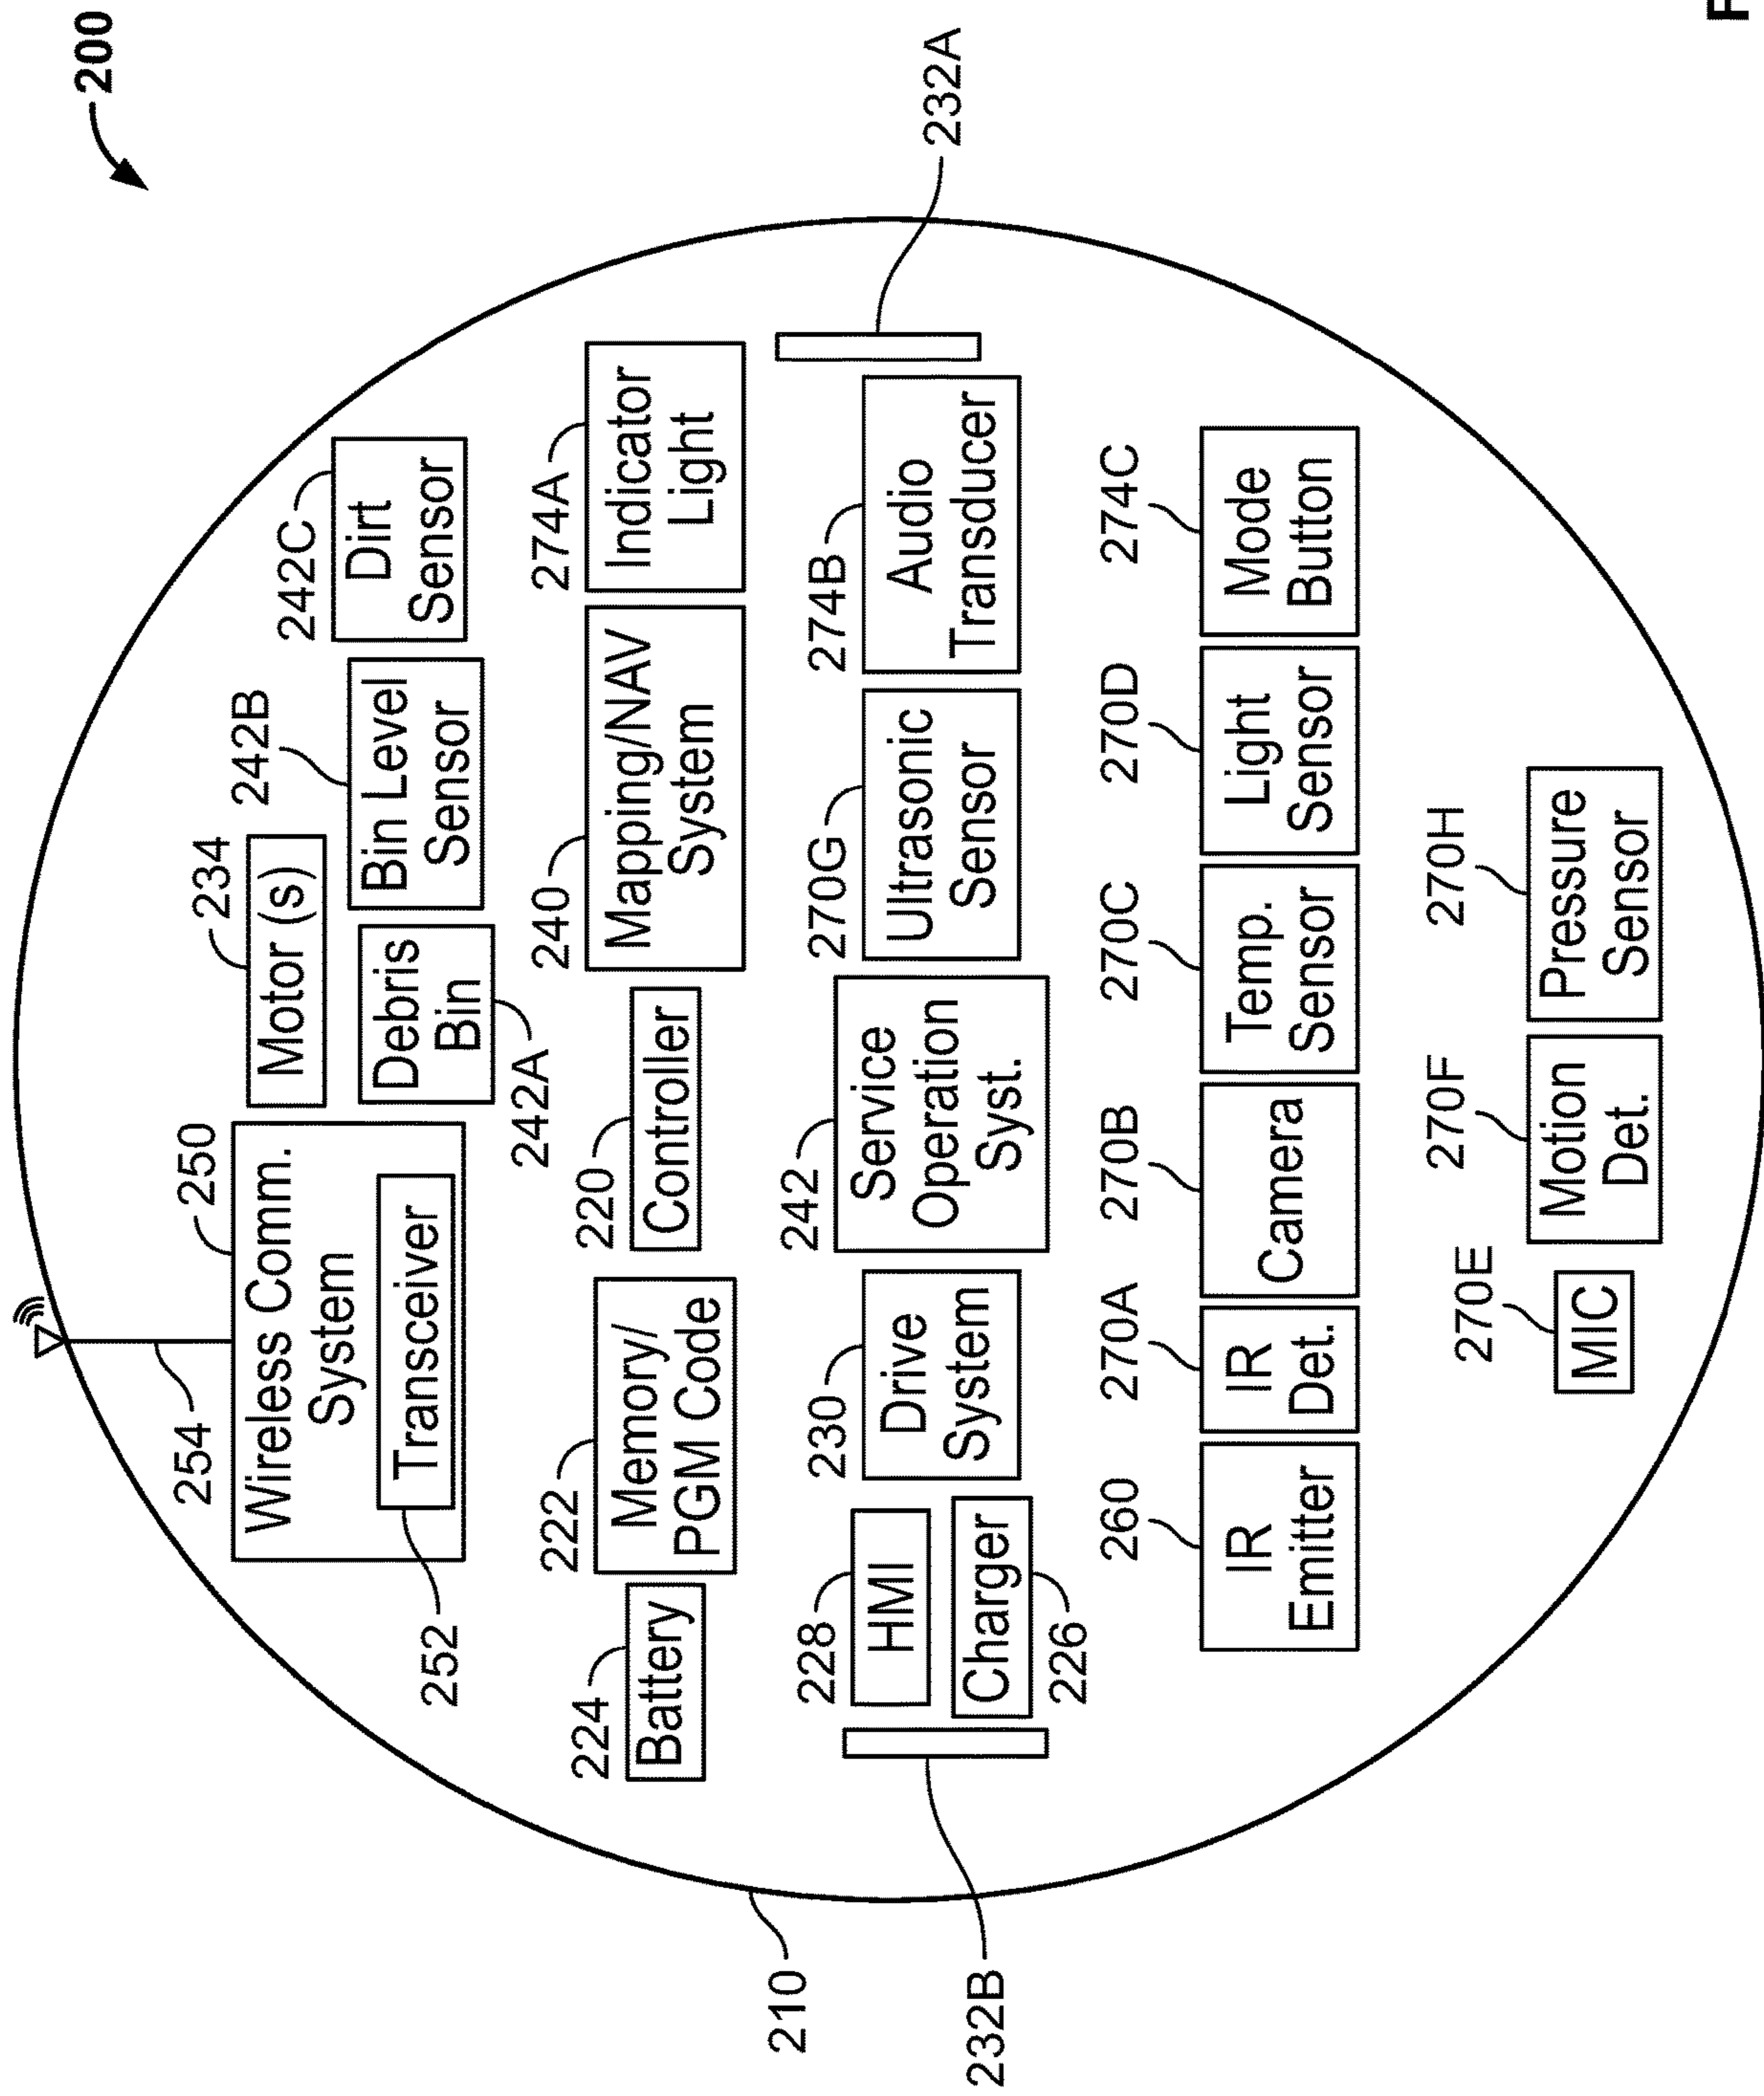 200
254
250
234
242B
242C
Wireless Comm.
System
Transceiver
252
Motor (s)
Debris
Bin
242A
Bin Level
Sensor
Dirt
Sensor
224
222
220
240
274A
Battery
Memory/
PGM Code
Controller
Mapping/NAV
System
Indicator
Light
210
228
230
242
270G
274B
HMI
Charger
226
Drive
System
Service
Operation
Syst.
Ultrasonic
Sensor
Audio
Transducer
232B
232A
260
270A
270B
270C
270D
274C
IR
Emitter
IR
Det.
Camera
Temp.
Sensor
Light
Sensor
Mode
Button
270E
270F
270H
MIC
Motion
Det.
Pressure
Sensor
F